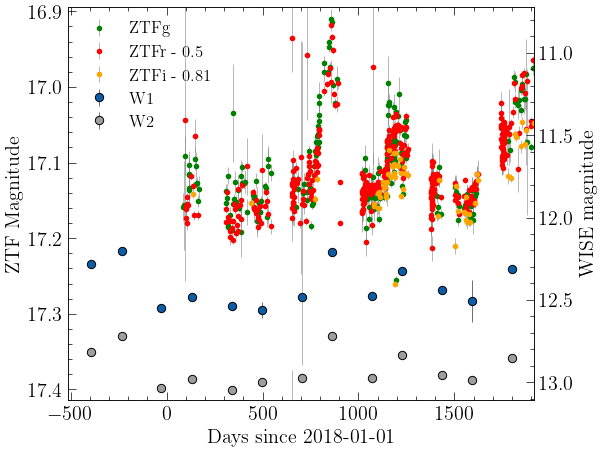 16.9
17.0
17.1
17.2
17.3
17.4
ZTF Magnitude
ZTFg
ZTFr - 0.5
ZTFi - 0.81
W1
W2
11.0
11.5
12.0
12.5
13.0
WISE magnitude
−500
0
500
1000
1500
Days since 2018-01-01